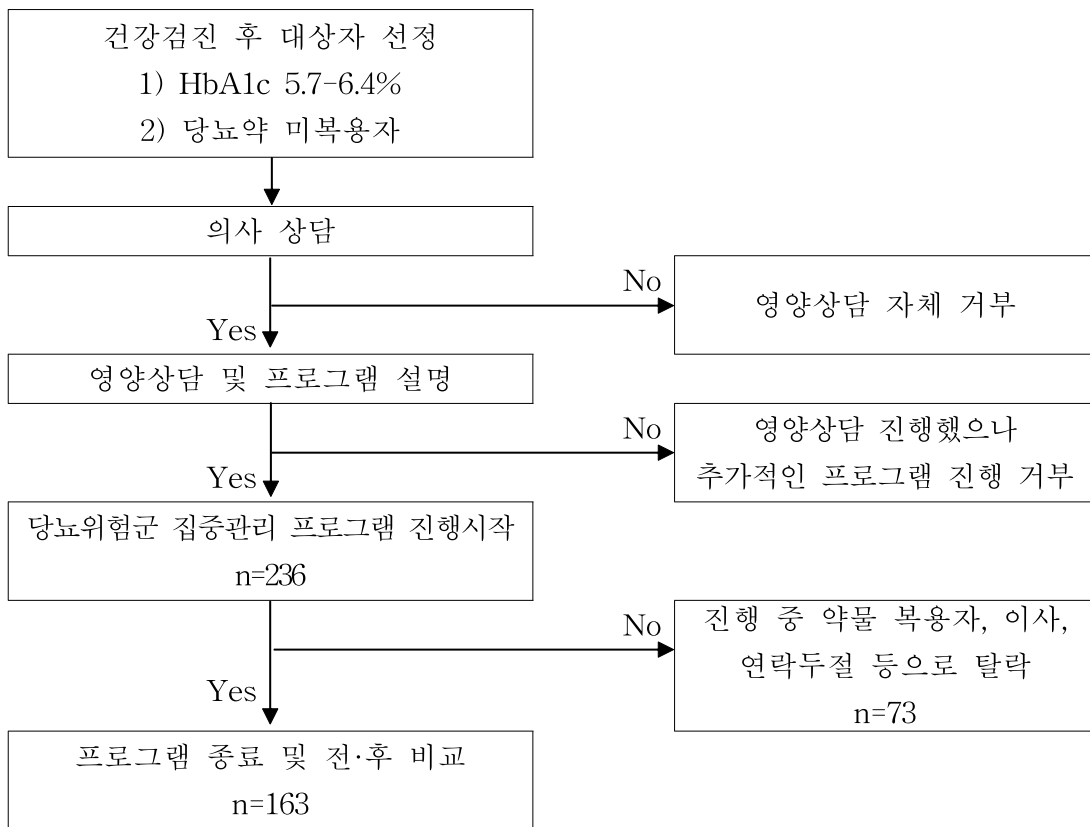 건강검진 후 대상자 선정
1) HbA1c 5.7-6.4%
2) 당뇨약 미복용자
의사 상담
No
영양상담 자체 거부
Yes
영양상담 및 프로그램 설명
No
영양상담 진행했으나
추가적인 프로그램 진행 거부
Yes
당뇨위험군 집중관리 프로그램 진행시작
n=236
No
진행 중 약물 복용자, 이사,
연락두절 등으로 탈락
n=73
Yes
프로그램 종료 및 전·후 비교
n=163